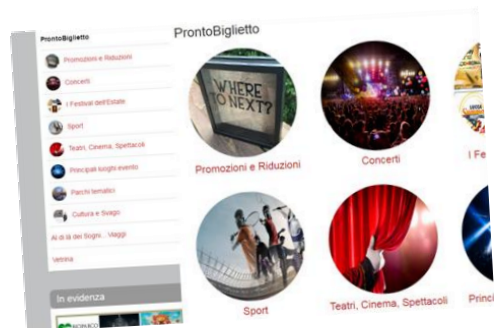 ProntoBiglietto
Promozioni e Riduzioni
Concerti
I Festival dell'Estate
Sport
Teatri, Cinema, Spettacoli
Principali luoghi evento
Parchi tematici
Cultura e Svago
Al di là dei Sogni... Viaggi
Vetrina
In evidenza
ProntoBiglietto
WHERE
TO NEXT?
Promozioni e Riduzioni
Concerti
I Fe
Sport
Teatri, Cinema, Spettacoli
Princi